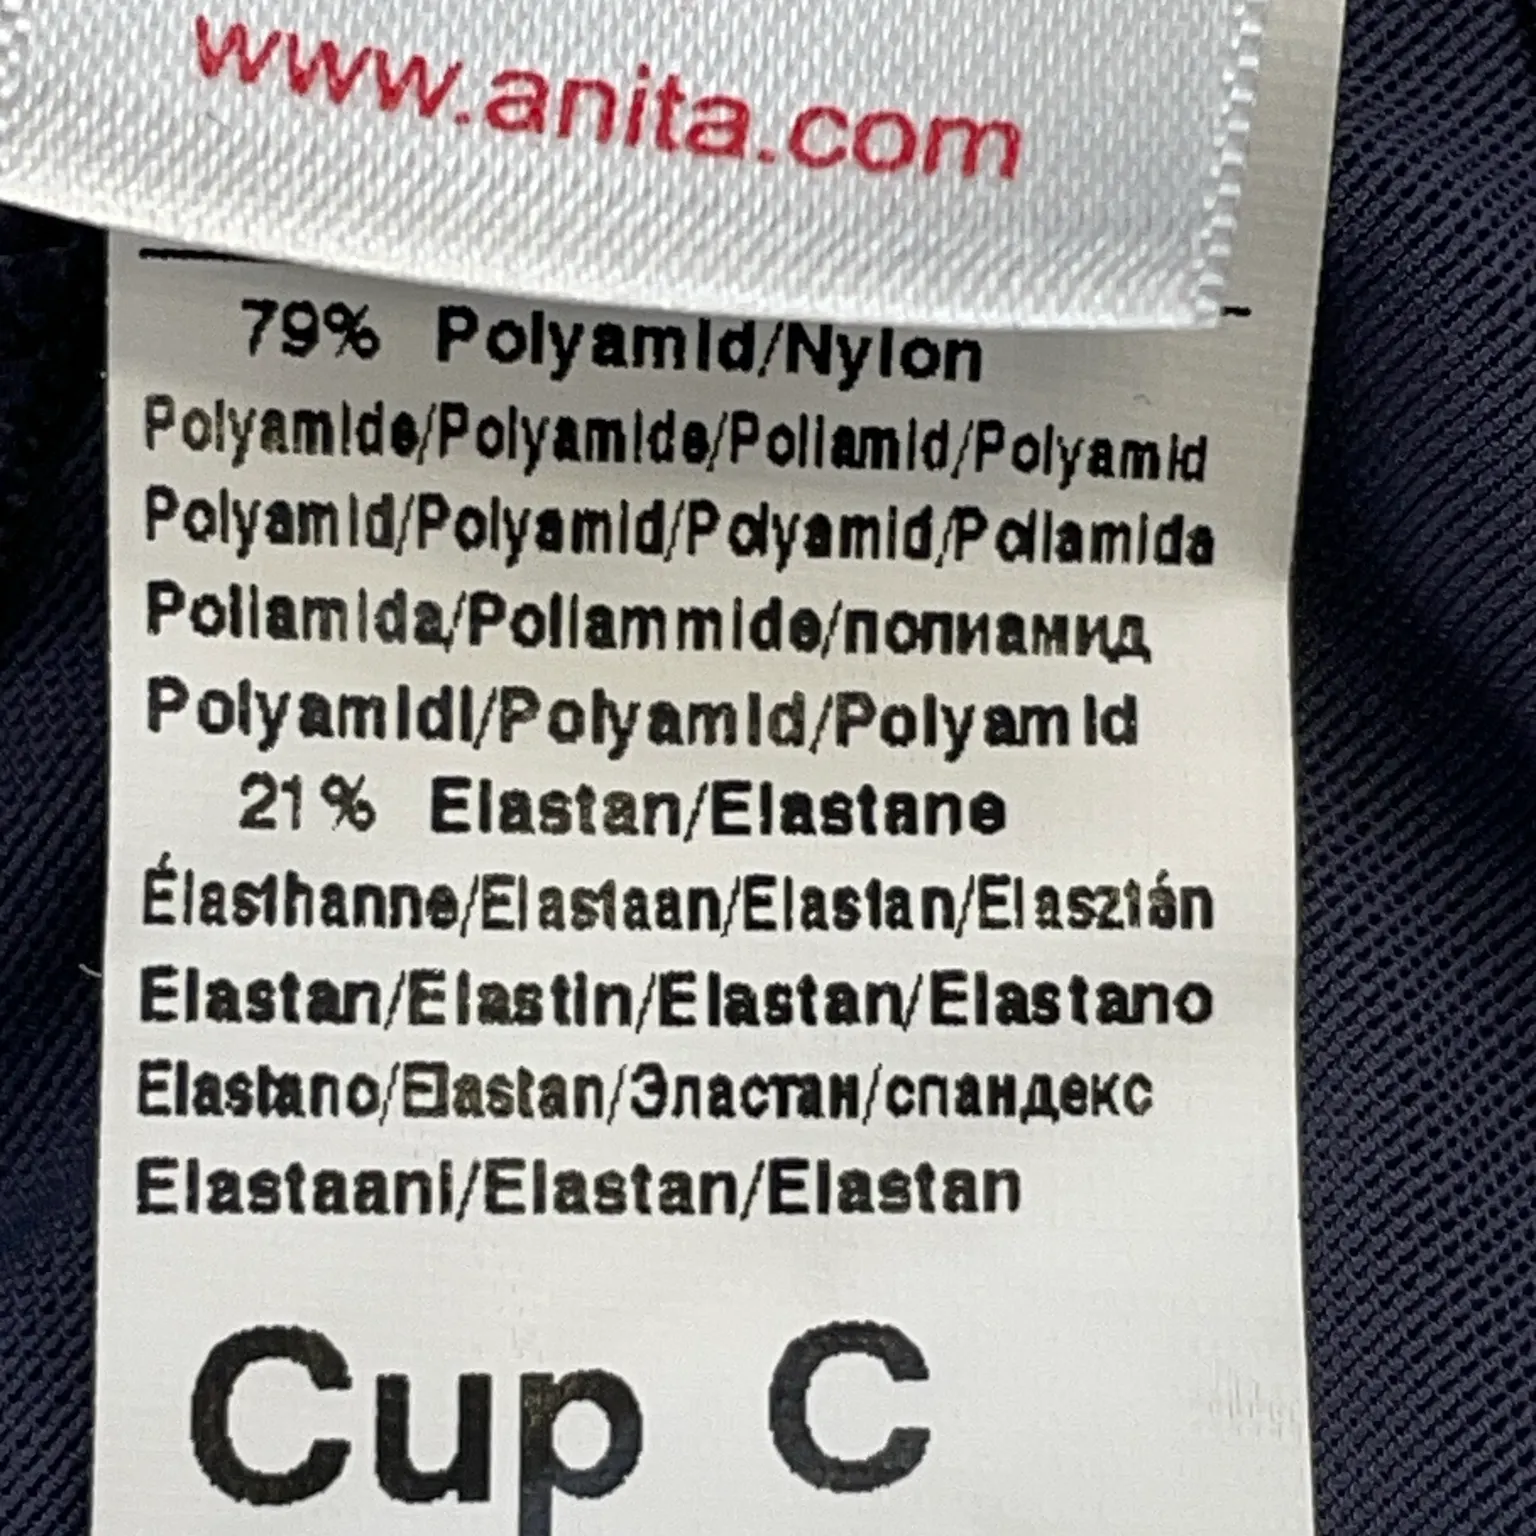 www.anita.com
79% Polyamid/Nylon
Polyamide/Polyamide/Poliamid/Polyamid
Polyamid/Polyamid/Polyamid/Poliamida
Poliamida/Poliammide/полиамид
Polyamidi/Polyamid/Polyamid
21% Elastan/Elastane
Élasthanne/Elastaan/Elastan/Elasztán
Elastan/Elastin/Elastan/Elastano
Elastano/Elastan/Эластан/спандекс
Elastaani/Elastan/Elastan
Cup C